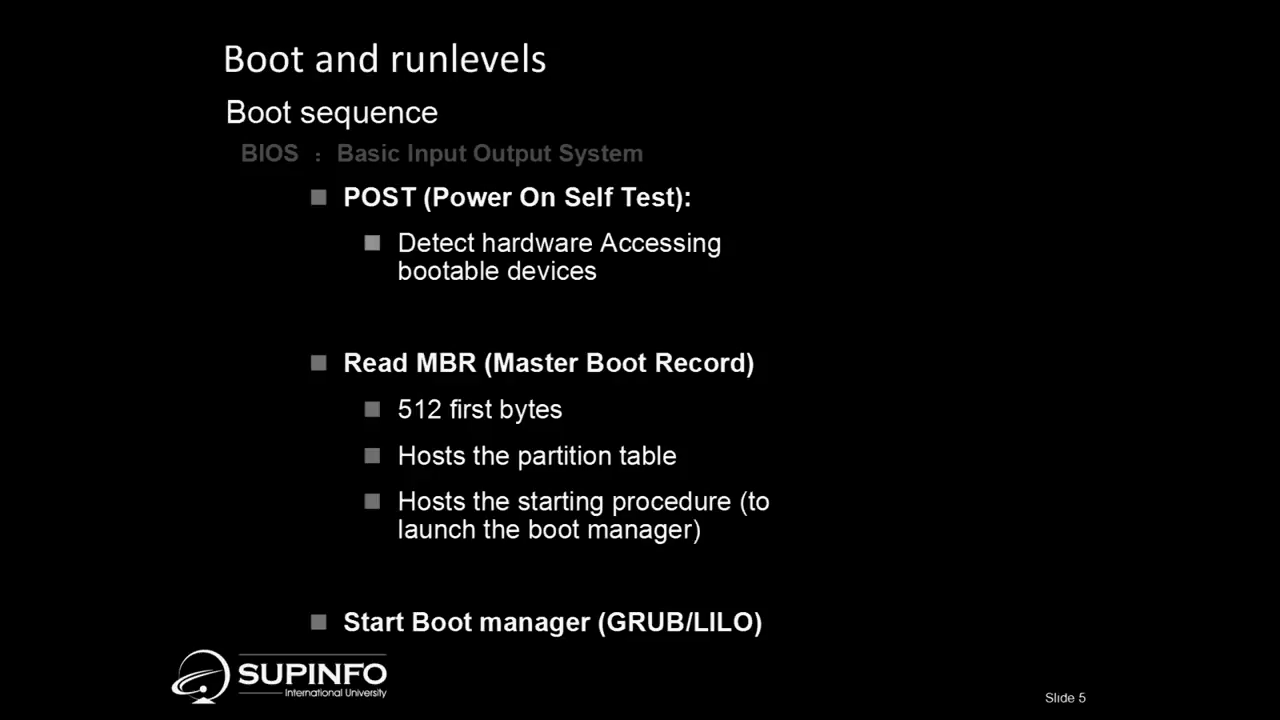 Boot and runlevels
Boot sequence
BIOS : Basic Input Output System
POST (Power On Self Test):
Detect hardware Accessing
bootable devices
Read MBR (Master Boot Record)
512 first bytes
Hosts the partition table
Hosts the starting procedure (to
launch the boot manager)
Start Boot manager (GRUB/LILO)
SUPINFO
International University
Slide 5